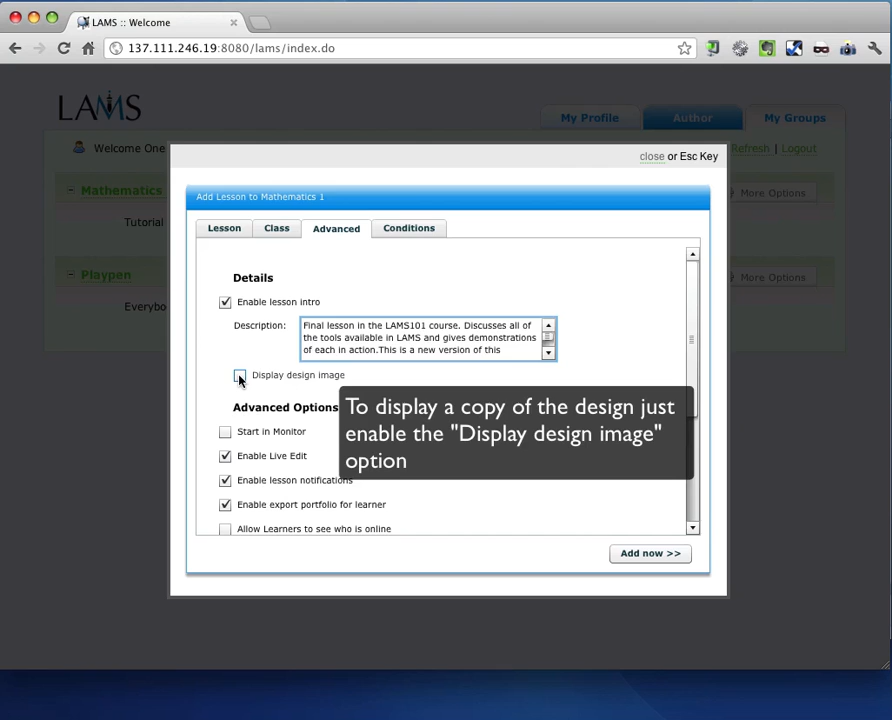 LAMS :: Welcome
137.111.246.19:8080/lams/index.do
LAMS
My Profile
Author
My Groups
Welcome One
Refresh | Logout
close or Esc Key
Mathematics
More Options
Add Lesson to Mathematics 1
Tutorial
Lesson
Class
Advanced
Conditions
Playpen
More Options
Everybo
Details
Enable lesson intro
Description:
Final lesson in the LAMS101 course. Discusses all of
the tools available in LAMS and gives demonstrations
of each in action.This is a new version of this
Display design image
To display a copy of the design just
enable the "Display design image"
option
Advanced Options
Start in Monitor
Enable Live Edit
Enable lesson notifications
Enable export portfolio for learner
Allow Learners to see who is online
Add now >>